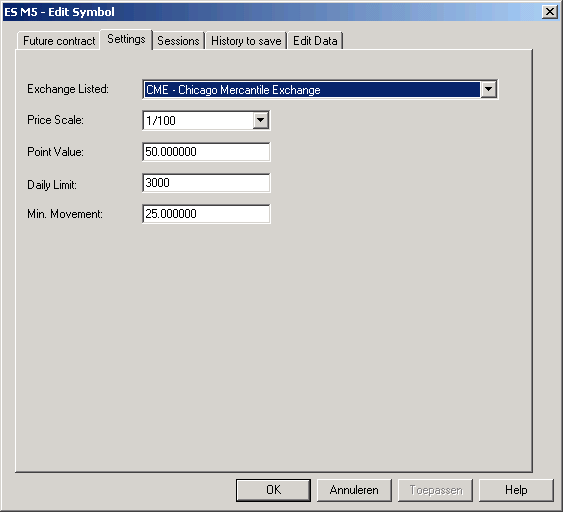 ES M5 - Edit Symbol
Future contract Settings Sessions History to save Edit Data
Exchange Listed: CME - Chicago Mercantile Exchange
Price Scale: 1/100
Point Value: 50.000000
Daily Limit: 3000
Min. Movement: 25.000000
OK Annuleren Toepassen Help